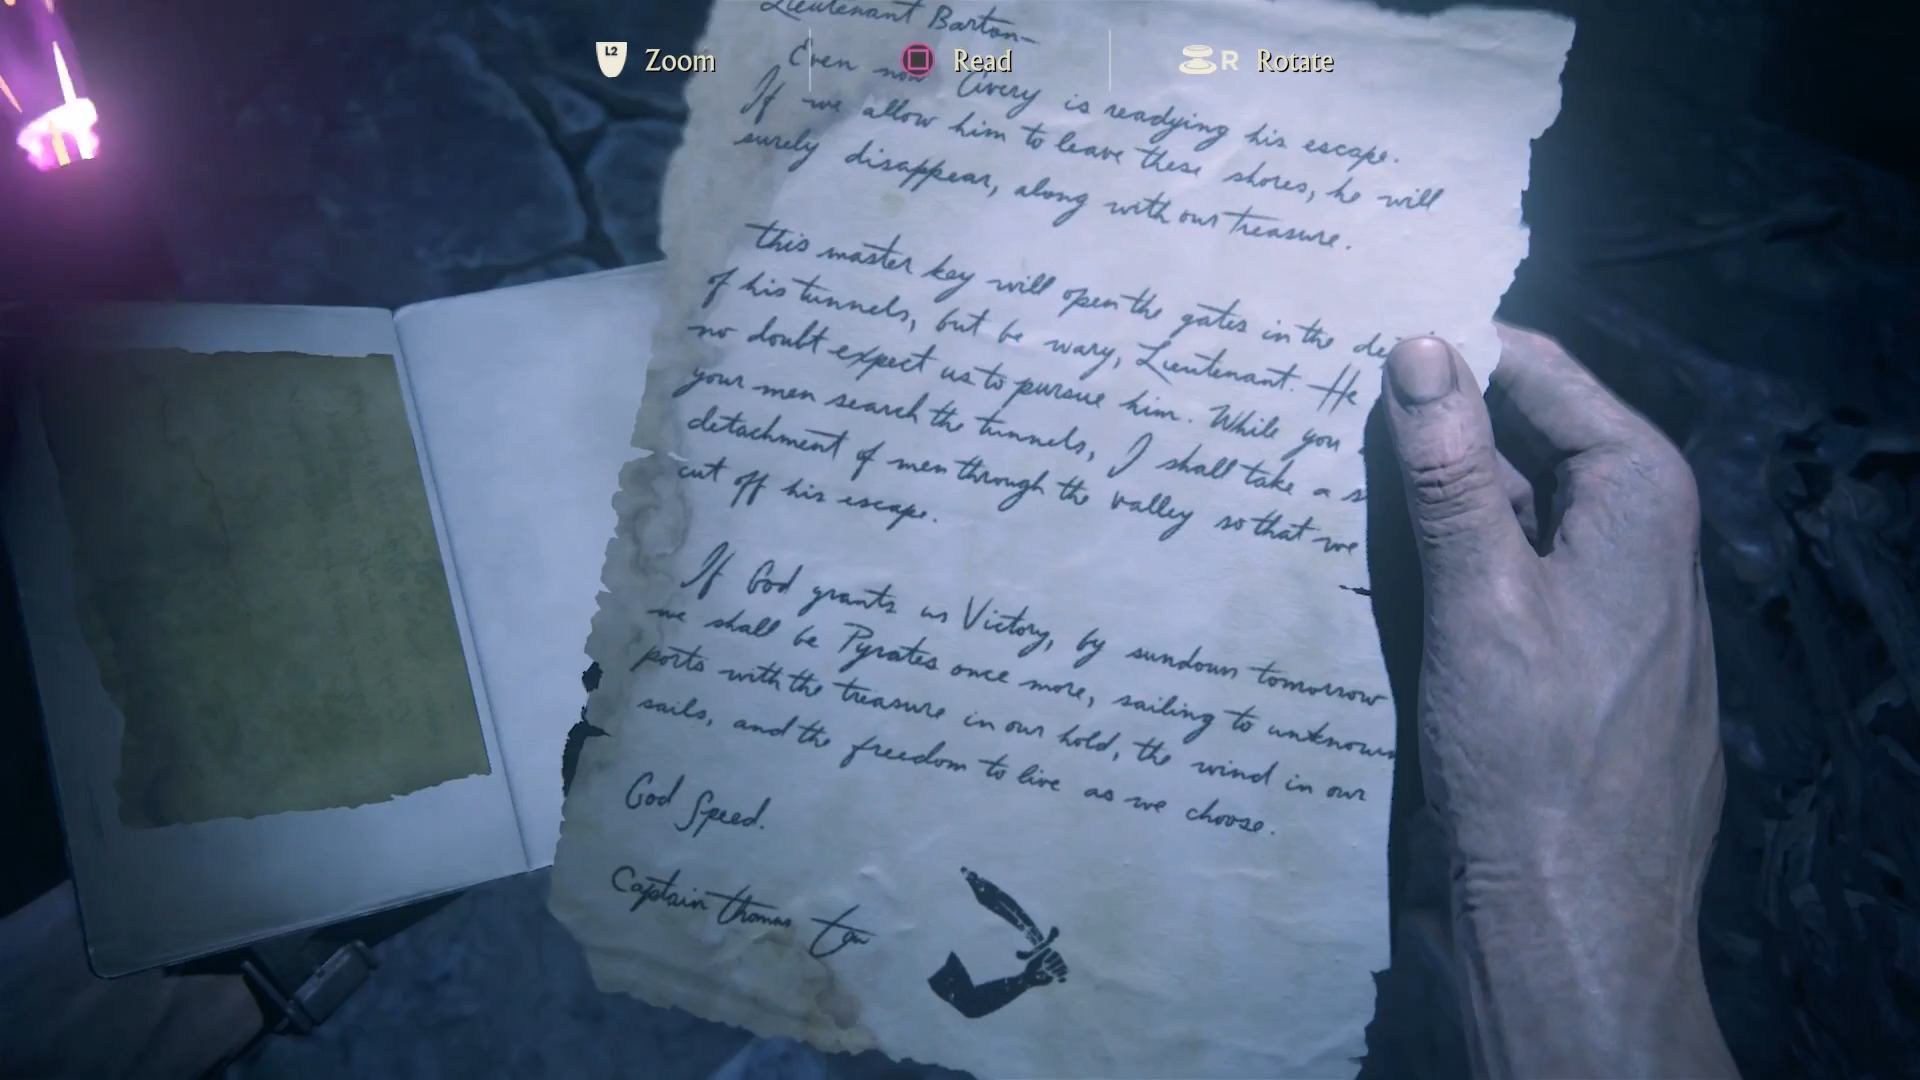 L2 Zoom
Read
R Rotate
Lieutenant Barton-
Even now Avery is readying his escape.
If we allow him to leave these shores, he will
surely disappear, along with our treasure.
This master key will open the gates in the
of his tunnels, but be wary, Lieutenant. He
no doubt expect us to pursue him. While you
your men search the tunnels, I shall take a
detachment of men through the valley so that we
cut off his escape.
If God grants us Victory, by sundown tomorrow
we shall be Pyrates once more, sailing to unknown
ports with the treasure in our hold, the wind in our
sails, and the freedom to live as we choose.
God Speed.
Captain Thomas Tew